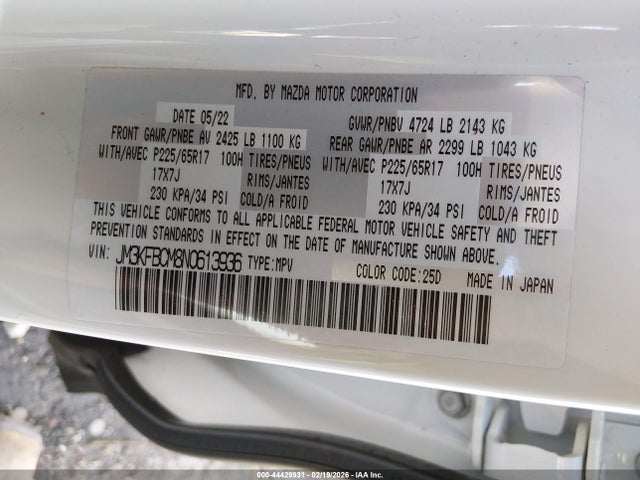 MFD. BY MAZDA MOTOR CORPORATION
DATE 05/22 GVWR/PNBV 4724 LB 2143 KG
FRONT GAWR/PNBE AV 2425 LB 1100 KG REAR GAWR/PNBE AR 2299 LB 1043 KG
WITH/AVEC P225/65R17 100H TIRES/PNEUS WITH/AVEC P225/65R17 100H TIRES/PNEUS
17X7J RIMS/JANTES 17X7J RIMS/JANTES
230 KPA/34 PSI COLD/A FROID 230 KPA/34 PSI COLD/A FROID
THIS VEHICLE CONFORMS TO ALL APPLICABLE FEDERAL MOTOR VEHICLE SAFETY AND THEFT
PREVENTION STANDARDS IN EFFECT ON THE DATE OF MANUFACTURE SHOWN ABOVE.
VIN: JM3KFBCM8N0613936 TYPE:MPV COLOR CODE:25D MADE IN JAPAN
000-44429931 - 02/19/2026 - IAA Inc.